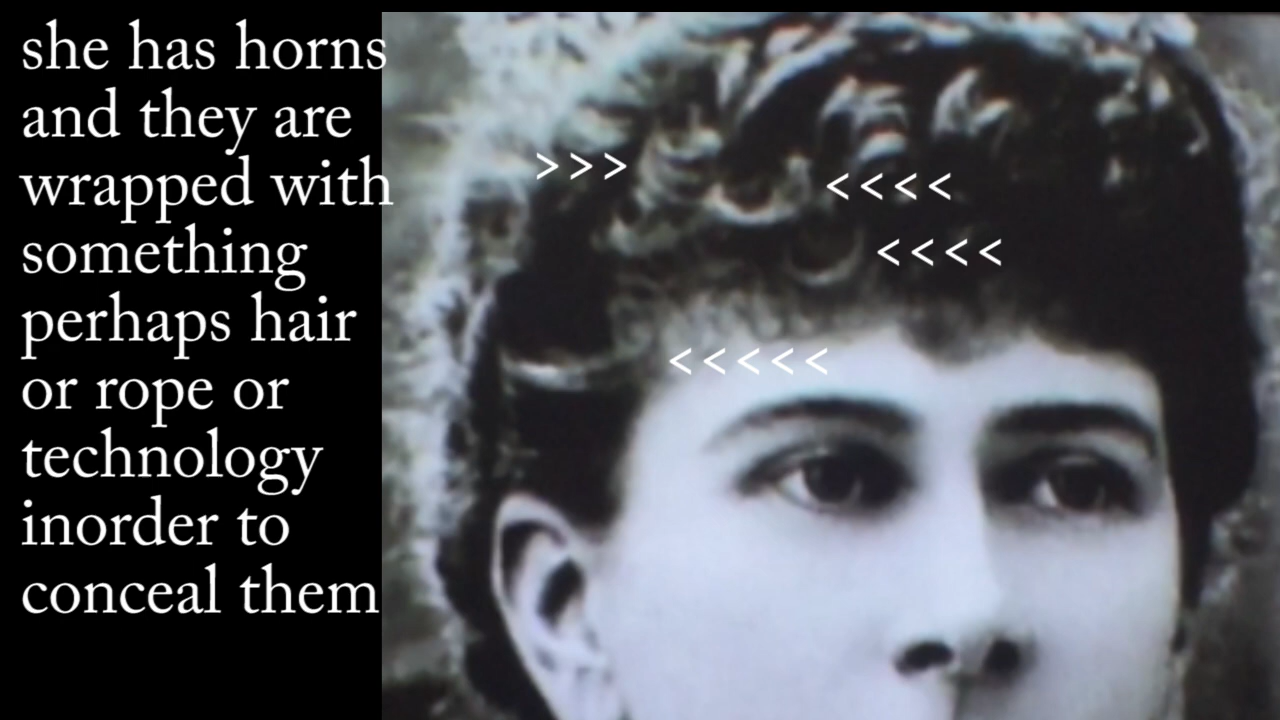 she has horns
and they are
wrapped with
something
perhaps hair
or rope or
technology
inorder to
conceal them
>>>
<<<<
<<<<
<<<<<